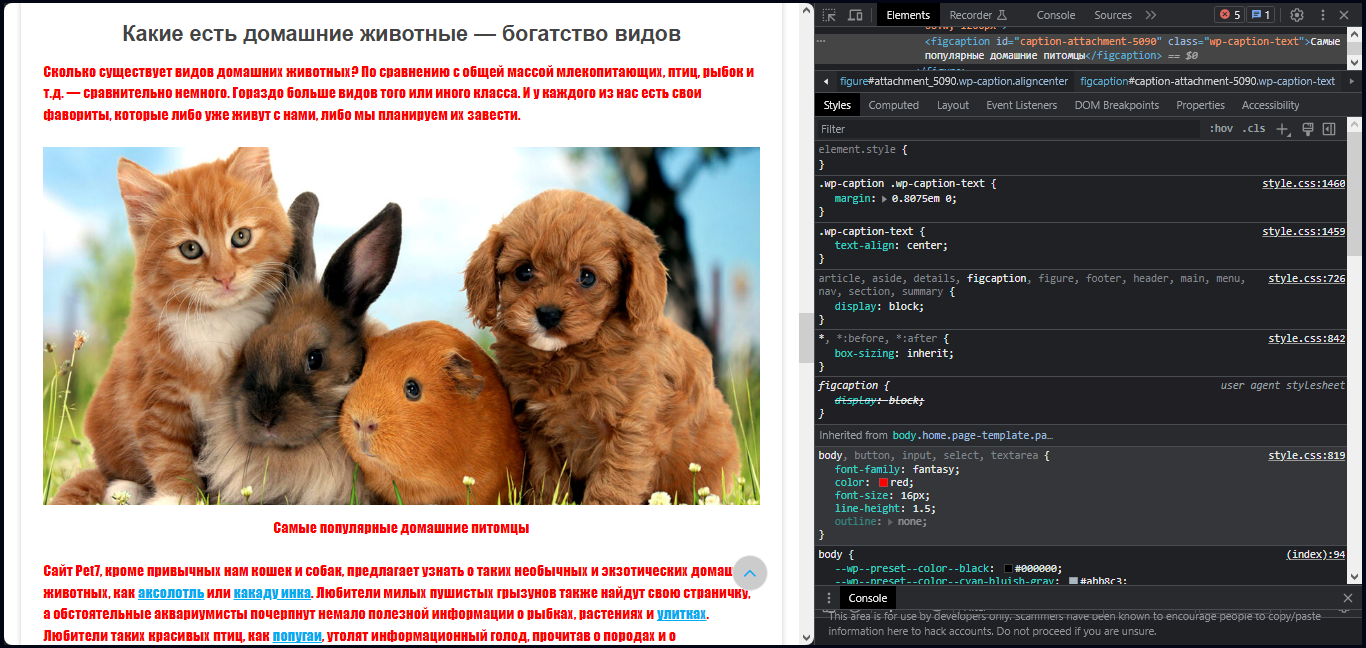 Какие есть домашние животные — богатство видов
Сколько существует видов домашних животных? По сравнению с общей массой млекопитающих, птиц, рыбок и
т.д. — сравнительно немного. Гораздо больше видов того или иного класса. И у каждого из нас есть свои
фавориты, которые либо уже живут с нами, либо мы планируем их завести.
Самые популярные домашние питомцы
Сайт Pet7, кроме привычных нам кошек и собак, предлагает узнать о таких необычных и экзотических
животных, как аксолотль или какаду инка. Любители милых пушистых грызунов также найдут свою страничку,
а обстоятельные аквариумисты почерпнут немало полезной информации о рыбках, растениях и улитках.
Любители таких красивых птиц, как попугаи, утолят информационный голод, прочитав о породах и о
Elements Recorder Console Sources 5 1
<figcaption id="caption-attachment-5090" class="wp-caption-text">Самые
популярные домашние питомцы</figcaption> == $0
figure#attachment_5090.wp-caption.aligncenter figcaption#caption-attachment-5090.wp-caption-text
Styles Computed Layout Event Listeners DOM Breakpoints Properties Accessibility
Filter :hov .cls
element.style {
}
.wp-caption .wp-caption-text { style.css:1460
margin: 0.8075em 0;
}
.wp-caption-text { style.css:1459
text-align: center;
}
article, aside, details, figcaption, figure, footer, header, main, menu, style.css:726
nav, section, summary {
display: block;
}
*, *:before, *:after { style.css:842
box-sizing: inherit;
}
figcaption { user agent stylesheet
display: block;
}
Inherited from body.home.page-template.pa…
body, button, input, select, textarea { style.css:819
font-family: fantasy;
color: red;
font-size: 16px;
line-height: 1.5;
outline: none;
}
body { (index):94
--wp--preset--color--black: #000000;
--wp--preset--color--cyan-bluish-gray: #abb8c3;
Console
This area is for use by developers only. Scammers have been known to encourage people to copy/paste
information here to hack accounts. Do not proceed if you are unsure.